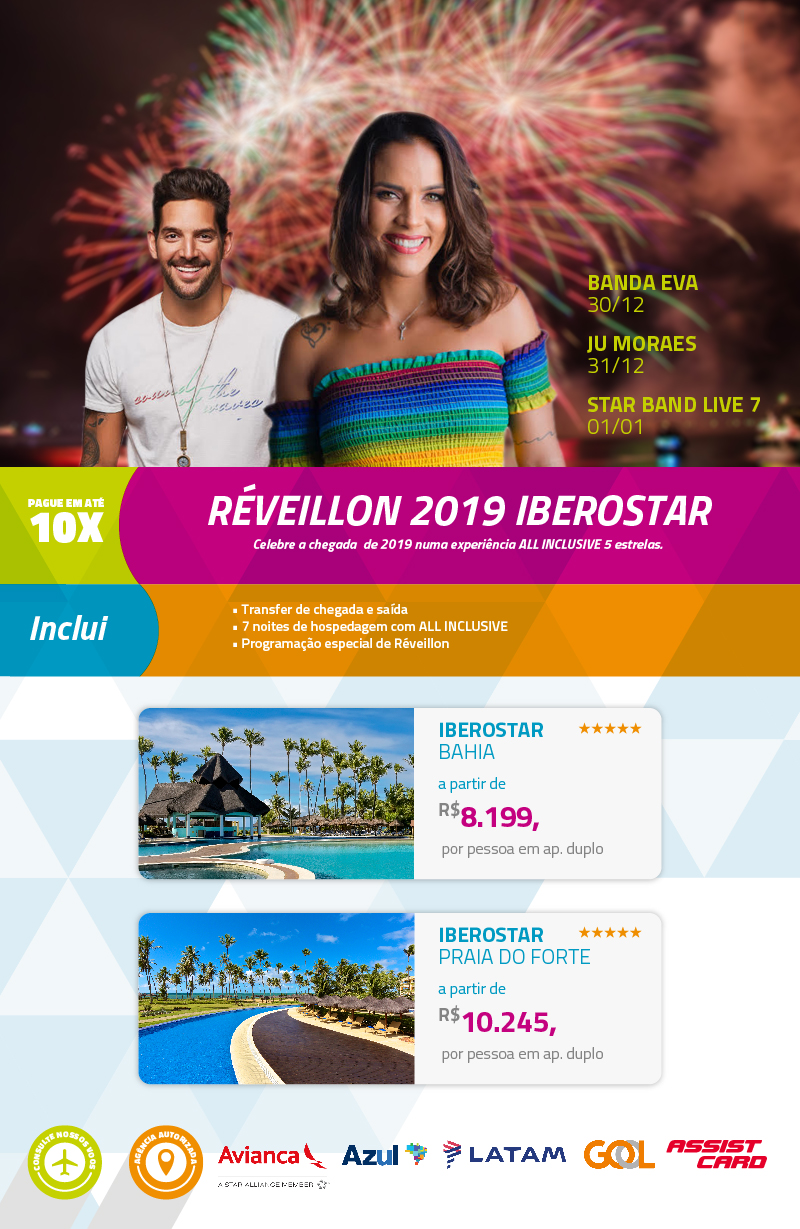 BANDA EVA
30/12
JU MORAES
31/12
STAR BAND LIVE 7
01/01
PAGUE EM ATÉ
10X
RÉVEILLON 2019 IBEROSTAR
Celebre a chegada de 2019 numa experiência ALL INCLUSIVE 5 estrelas.
Inclui
• Transfer de chegada e saída
• 7 noites de hospedagem com ALL INCLUSIVE
• Programação especial de Réveillon
IBEROSTAR ★★★★★
BAHIA
a partir de
R$8.199,
por pessoa em ap. duplo
IBEROSTAR ★★★★★
PRAIA DO FORTE
a partir de
R$10.245,
por pessoa em ap. duplo
CONSULTE NOSSOS VOOS
AGÊNCIA AUTORIZADA
Avianca
A STAR ALLIANCE MEMBER
Azul
LATAM
GOL
ASSIST
CARD